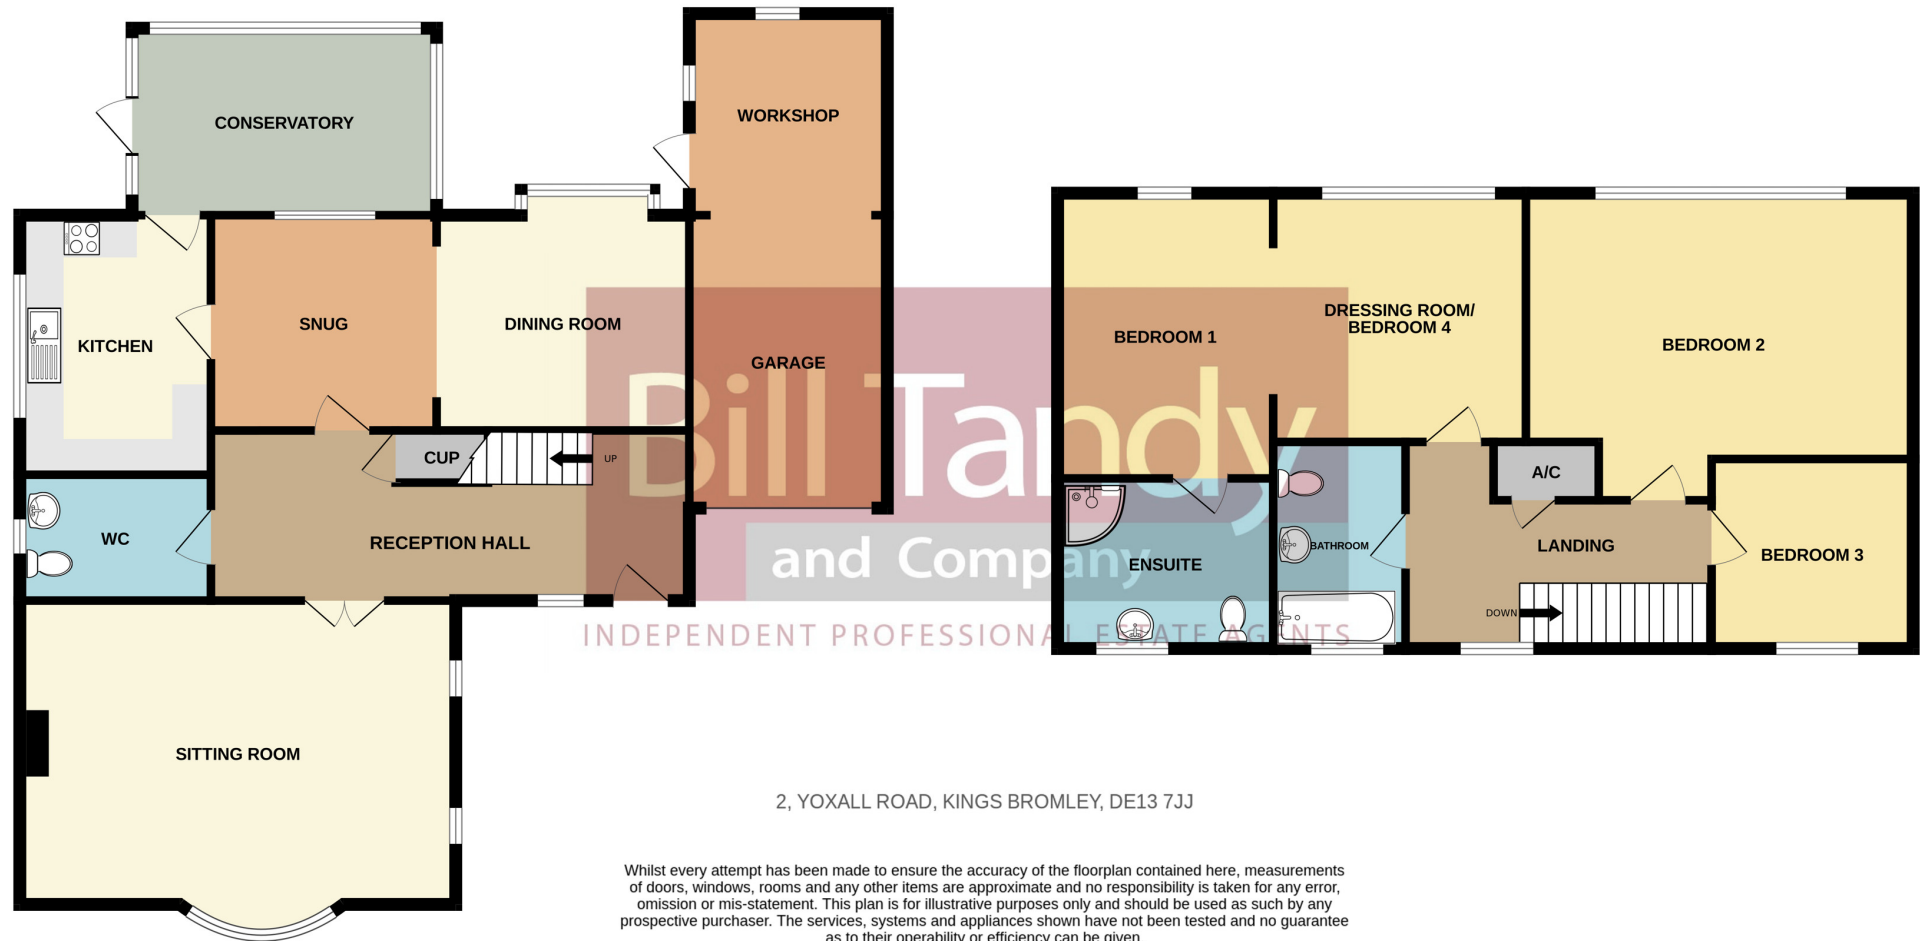 CONSERVATORY
WORKSHOP
KITCHEN
SNUG
DINING ROOM
GARAGE
CUP
UP
WC
RECEPTION HALL
SITTING ROOM
BEDROOM 1
DRESSING ROOM/
BEDROOM 4
BEDROOM 2
A/C
BATHROOM
LANDING
ENSUITE
BEDROOM 3
DOWN
Bill Tandy
and Company
INDEPENDENT PROFESSIONAL ESTATE AGENTS
2, YOXALL ROAD, KINGS BROMLEY, DE13 7JJ
Whilst every attempt has been made to ensure the accuracy of the floorplan contained here, measurements
of doors, windows, rooms and any other items are approximate and no responsibility is taken for any error,
omission or mis-statement. This plan is for illustrative purposes only and should be used as such by any
prospective purchaser. The services, systems and appliances shown have not been tested and no guarantee
as to their operability or efficiency can be given.